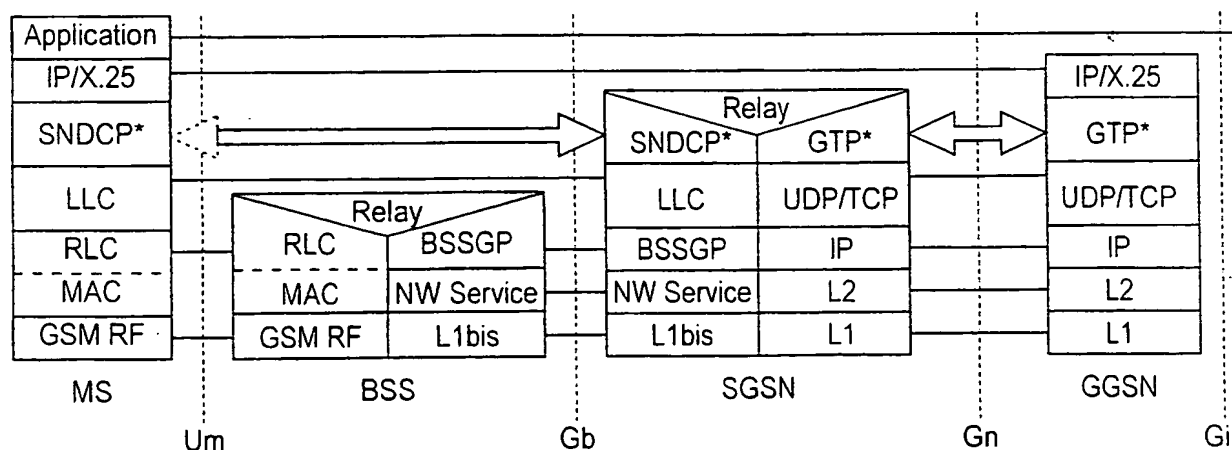 Application
IP/X.25
SNDCP*
LLC
RLC
MAC
GSM RF
MS
Um
Relay
RLC
BSSGP
MAC
NW Service
GSM RF
L1bis
BSS
Gb
Relay
SNDCP*
GTP*
LLC
UDP/TCP
BSSGP
IP
NW Service
L2
L1bis
L1
SGSN
Gn
IP/X.25
GTP*
UDP/TCP
IP
L2
L1
GGSN
Gi